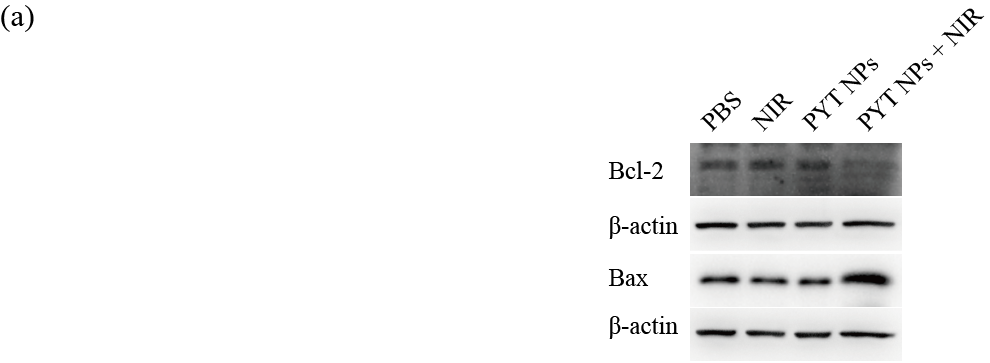 (a)
PBS
NIR
PYT NPs
PYT NPs + NIR
Bcl-2
β-actin
Bax
β-actin